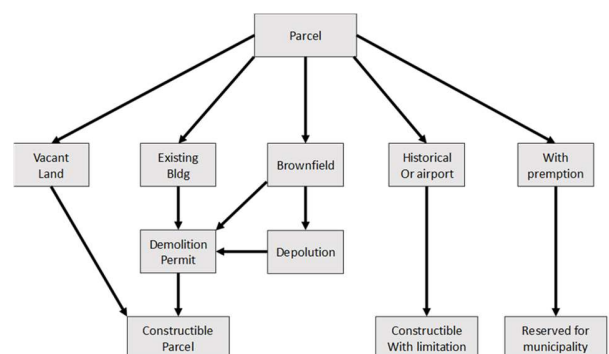 Parcel
Vacant
Land
Existing
Bldg
Brownfield
Historical
Or airport
With
premption
Demolition
Permit
Depolution
Constructible
Parcel
Constructible
With limitation
Reserved for
municipality